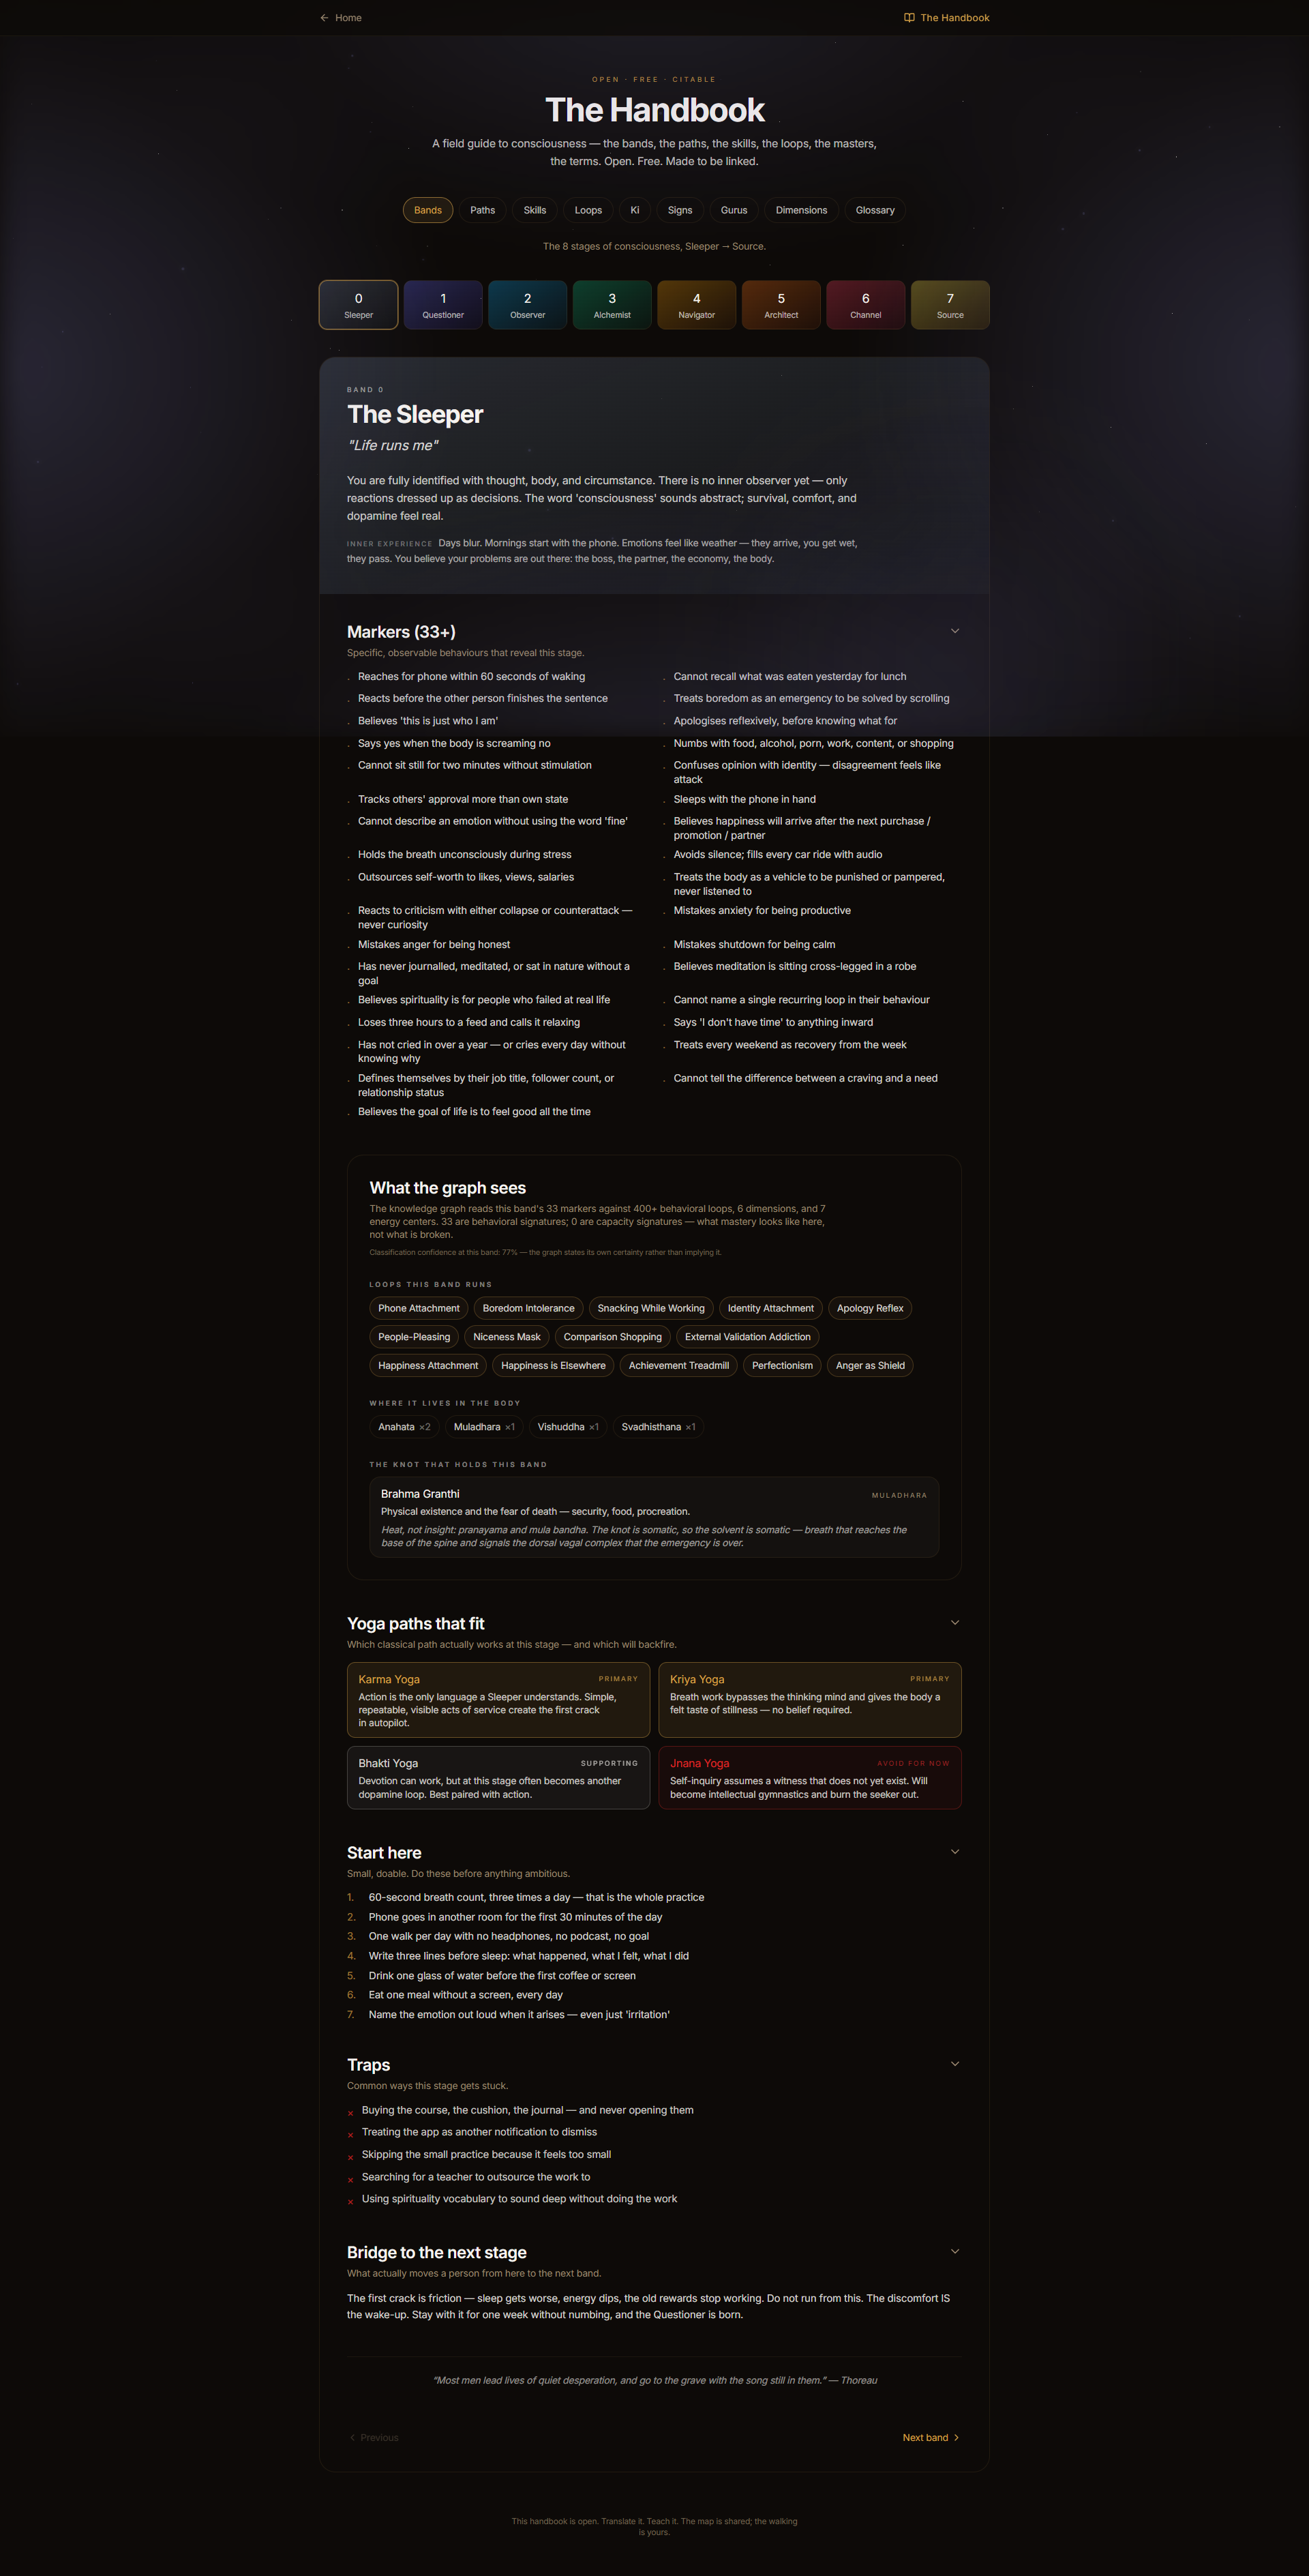 Home
The Handbook
OPEN · FREE · CITABLE
The Handbook
A field guide to consciousness — the bands, the paths, the skills, the loops, the masters,
the terms. Open. Free. Made to be linked.
Bands
Paths
Skills
Loops
Ki
Signs
Gurus
Dimensions
Glossary
The 8 stages of consciousness, Sleeper → Source.
0
Sleeper
1
Questioner
2
Observer
3
Alchemist
4
Navigator
5
Architect
6
Channel
7
Source
BAND 0
The Sleeper
"Life runs me"
You are fully identified with thought, body, and circumstance. There is no inner observer yet — only
reactions dressed up as decisions. The word 'consciousness' sounds abstract; survival, comfort, and
dopamine feel real.
INNER EXPERIENCE Days blur. Mornings start with the phone. Emotions feel like weather — they arrive, you get wet,
they pass. You believe your problems are out there: the boss, the partner, the economy, the body.
Markers (33+)
Specific, observable behaviours that reveal this stage.
· Reaches for phone within 60 seconds of waking
· Cannot recall what was eaten yesterday for lunch
· Reacts before the other person finishes the sentence
· Treats boredom as an emergency to be solved by scrolling
· Believes 'this is just who I am'
· Apologises reflexively, before knowing what for
· Says yes when the body is screaming no
· Numbs with food, alcohol, porn, work, content, or shopping
· Cannot sit still for two minutes without stimulation
· Confuses opinion with identity — disagreement feels like
attack
· Tracks others' approval more than own state
· Sleeps with the phone in hand
· Cannot describe an emotion without using the word 'fine'
· Believes happiness will arrive after the next purchase /
promotion / partner
· Holds the breath unconsciously during stress
· Avoids silence; fills every car ride with audio
· Outsources self-worth to likes, views, salaries
· Treats the body as a vehicle to be punished or pampered,
never listened to
· Reacts to criticism with either collapse or counterattack —
never curiosity
· Mistakes anxiety for being productive
· Mistakes anger for being honest
· Mistakes shutdown for being calm
· Has never journalled, meditated, or sat in nature without a
goal
· Believes meditation is sitting cross-legged in a robe
· Believes spirituality is for people who failed at real life
· Cannot name a single recurring loop in their behaviour
· Loses three hours to a feed and calls it relaxing
· Says 'I don't have time' to anything inward
· Has not cried in over a year — or cries every day without
knowing why
· Treats every weekend as recovery from the week
· Defines themselves by their job title, follower count, or
relationship status
· Cannot tell the difference between a craving and a need
· Believes the goal of life is to feel good all the time
What the graph sees
The knowledge graph reads this band's 33 markers against 400+ behavioral loops, 6 dimensions, and 7
energy centers. 33 are behavioral signatures; 0 are capacity signatures — what mastery looks like here,
not what is broken.
Classification confidence at this band: 77% — the graph states its own certainty rather than implying it.
LOOPS THIS BAND RUNS
Phone Attachment
Boredom Intolerance
Snacking While Working
Identity Attachment
Apology Reflex
People-Pleasing
Niceness Mask
Comparison Shopping
External Validation Addiction
Happiness Attachment
Happiness is Elsewhere
Achievement Treadmill
Perfectionism
Anger as Shield
WHERE IT LIVES IN THE BODY
Anahata ×2
Muladhara ×1
Vishuddha ×1
Svadhisthana ×1
THE KNOT THAT HOLDS THIS BAND
Brahma Granthi
MULADHARA
Physical existence and the fear of death — security, food, procreation.
Heat, not insight: pranayama and mula bandha. The knot is somatic, so the solvent is somatic — breath that reaches the
base of the spine and signals the dorsal vagal complex that the emergency is over.
Yoga paths that fit
Which classical path actually works at this stage — and which will backfire.
Karma Yoga
PRIMARY
Action is the only language a Sleeper understands. Simple,
repeatable, visible acts of service create the first crack
in autopilot.
Kriya Yoga
PRIMARY
Breath work bypasses the thinking mind and gives the body a
felt taste of stillness — no belief required.
Bhakti Yoga
SUPPORTING
Devotion can work, but at this stage often becomes another
dopamine loop. Best paired with action.
Jnana Yoga
AVOID FOR NOW
Self-inquiry assumes a witness that does not yet exist. Will
become intellectual gymnastics and burn the seeker out.
Start here
Small, doable. Do these before anything ambitious.
1. 60-second breath count, three times a day — that is the whole practice
2. Phone goes in another room for the first 30 minutes of the day
3. One walk per day with no headphones, no podcast, no goal
4. Write three lines before sleep: what happened, what I felt, what I did
5. Drink one glass of water before the first coffee or screen
6. Eat one meal without a screen, every day
7. Name the emotion out loud when it arises — even just 'irritation'
Traps
Common ways this stage gets stuck.
× Buying the course, the cushion, the journal — and never opening them
× Treating the app as another notification to dismiss
× Skipping the small practice because it feels too small
× Searching for a teacher to outsource the work to
× Using spirituality vocabulary to sound deep without doing the work
Bridge to the next stage
What actually moves a person from here to the next band.
The first crack is friction — sleep gets worse, energy dips, the old rewards stop working. Do not run from this. The discomfort IS
the wake-up. Stay with it for one week without numbing, and the Questioner is born.
"Most men lead lives of quiet desperation, and go to the grave with the song still in them." — Thoreau
Previous
Next band
This handbook is open. Translate it. Teach it. The map is shared; the walking
is yours.